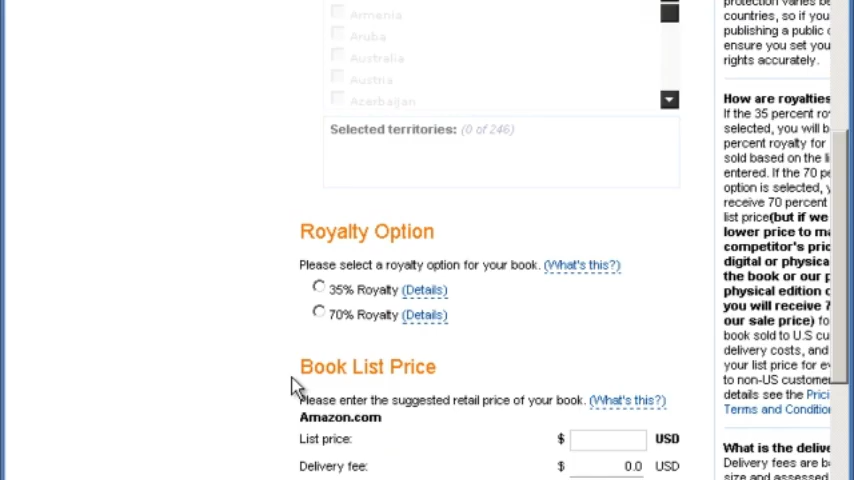 Armenia
Aruba
Australia
Austria
Azerbaijan
Selected territories: (0 of 246)
Royalty Option
Please select a royalty option for your book. (What's this?)
35% Royalty (Details)
70% Royalty (Details)
Book List Price
Please enter the suggested retail price of your book. (What's this?)
Amazon.com
List price: $ USD
Delivery fee: $ 0.0 USD
protection varies be
countries, so if you
publishing a public
ensure you set you
rights accurately.
How are royalties
If the 35 percent ro
selected, you will b
percent royalty for
sold based on the li
entered. If the 70 pe
option is selected,
receive 70 percent
list price(but if we
lower price to ma
competitor's pric
digital or physica
the book or our p
physical edition
you will receive 7
our sale price) fo
book sold to U.S cu
delivery costs, and
your list price for e
to non-US custome
details see the Prici
Terms and Conditio
What is the delive
Delivery fees are b
size and assessed